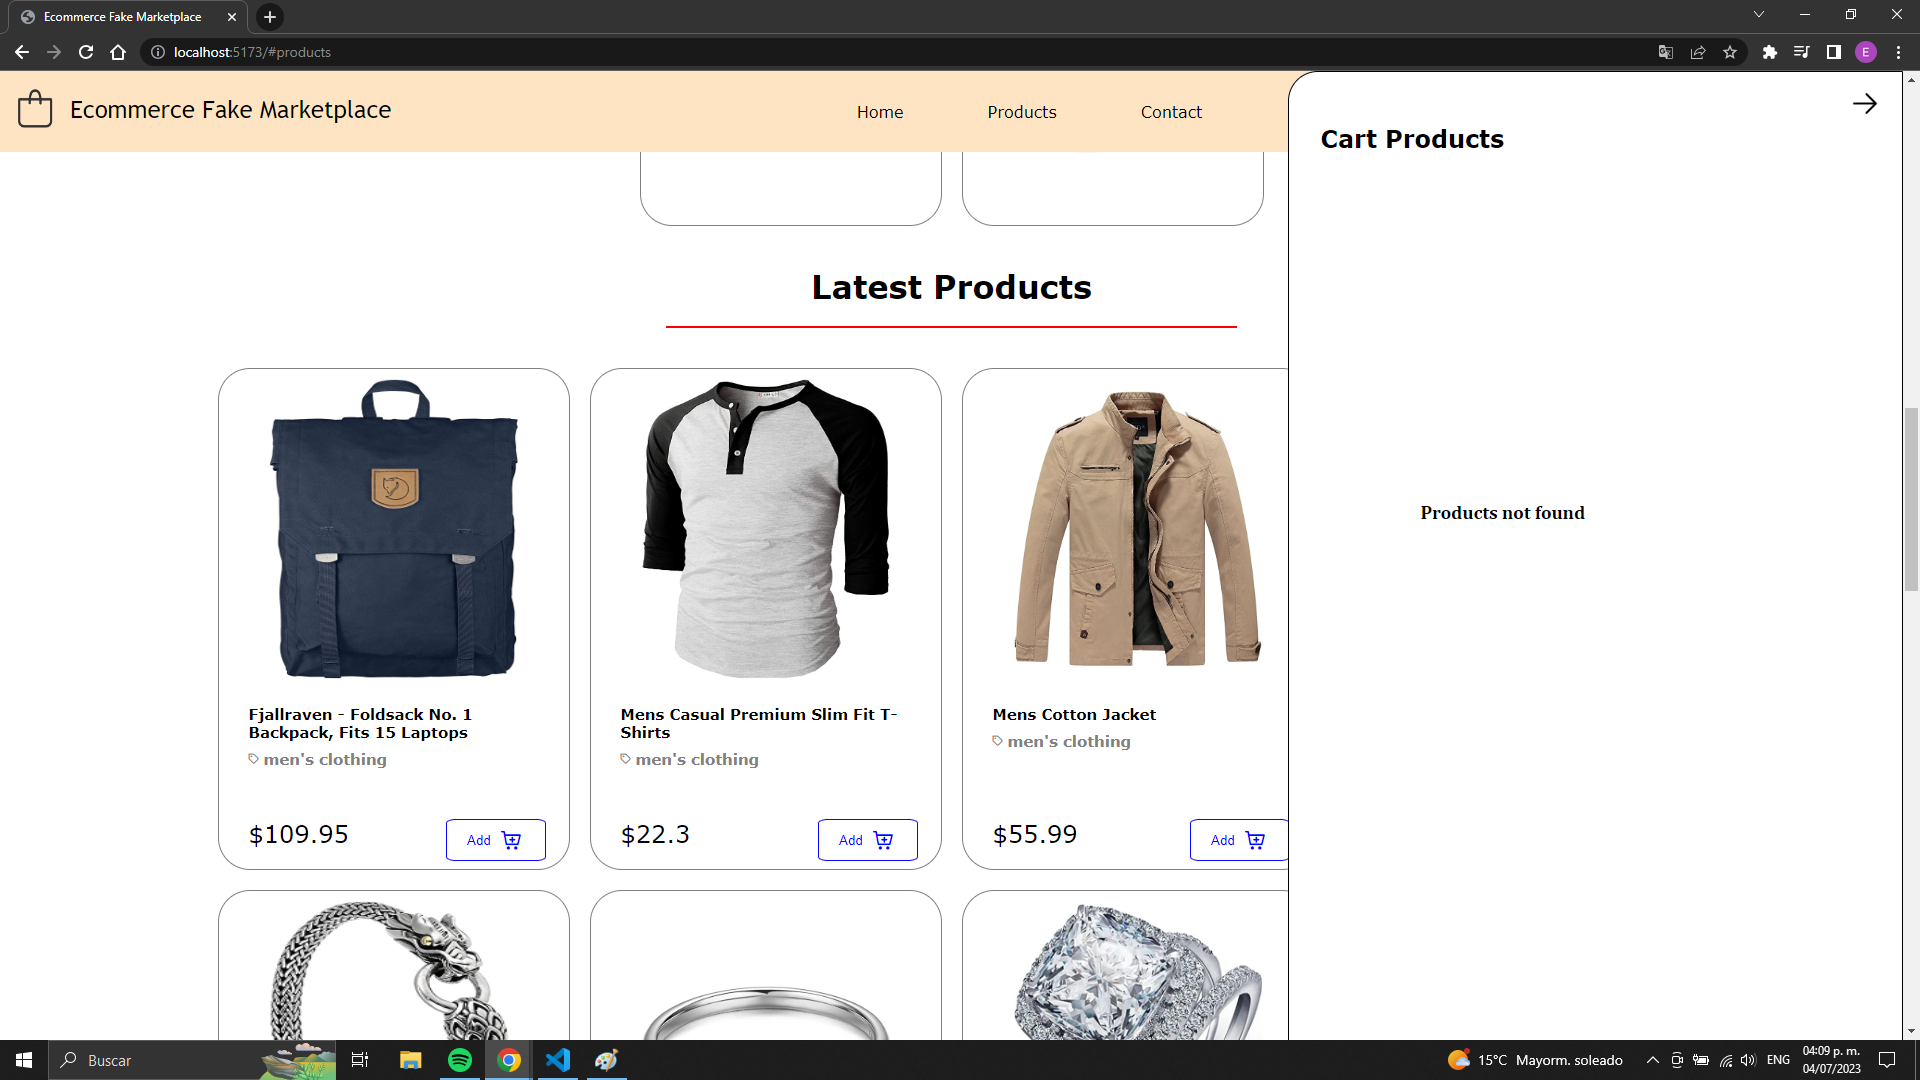 Ecommerce Fake Marketplace
localhost:5173/#products
Ecommerce Fake Marketplace
Home
Products
Contact
Cart Products
Products not found
Latest Products
Fjallraven - Foldsack No. 1
Backpack, Fits 15 Laptops
men's clothing
$109.95
Add
Mens Casual Premium Slim Fit T-
Shirts
men's clothing
$22.3
Add
Mens Cotton Jacket
men's clothing
$55.99
Add
Buscar
15°C Mayorm. soleado
ENG
04:09 p. m.
04/07/2023
E